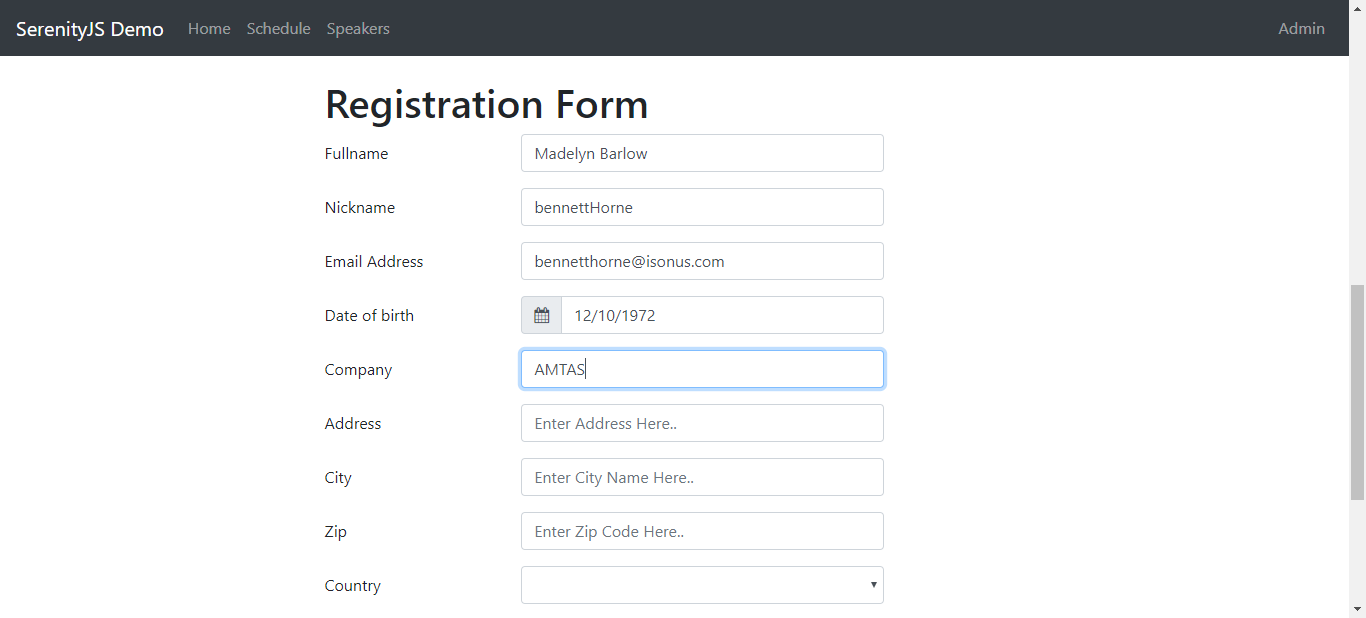 SerenityJS Demo Home Schedule Speakers Admin
Registration Form
Fullname Madelyn Barlow
Nickname bennettHorne
Email Address bennetthorne@isonus.com
Date of birth 12/10/1972
Company AMTAS
Address Enter Address Here..
City Enter City Name Here..
Zip Enter Zip Code Here..
Country